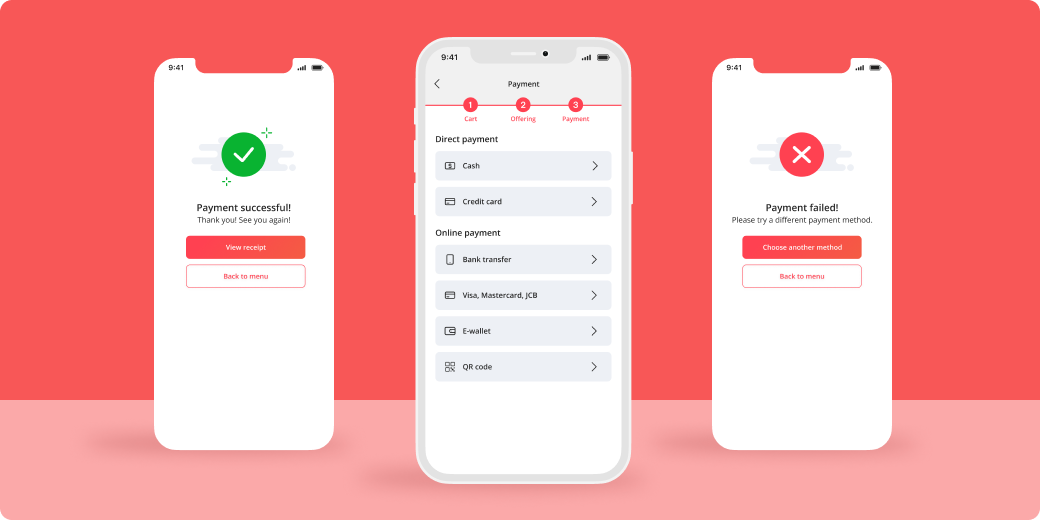 9:41
Payment successful!
Thank you! See you again!
View receipt
Back to menu
9:41
Payment
1 2 3
Cart Offering Payment
Direct payment
Cash
Credit card
Online payment
Bank transfer
Visa, Mastercard, JCB
E-wallet
QR code
9:41
Payment failed!
Please try a different payment method.
Choose another method
Back to menu